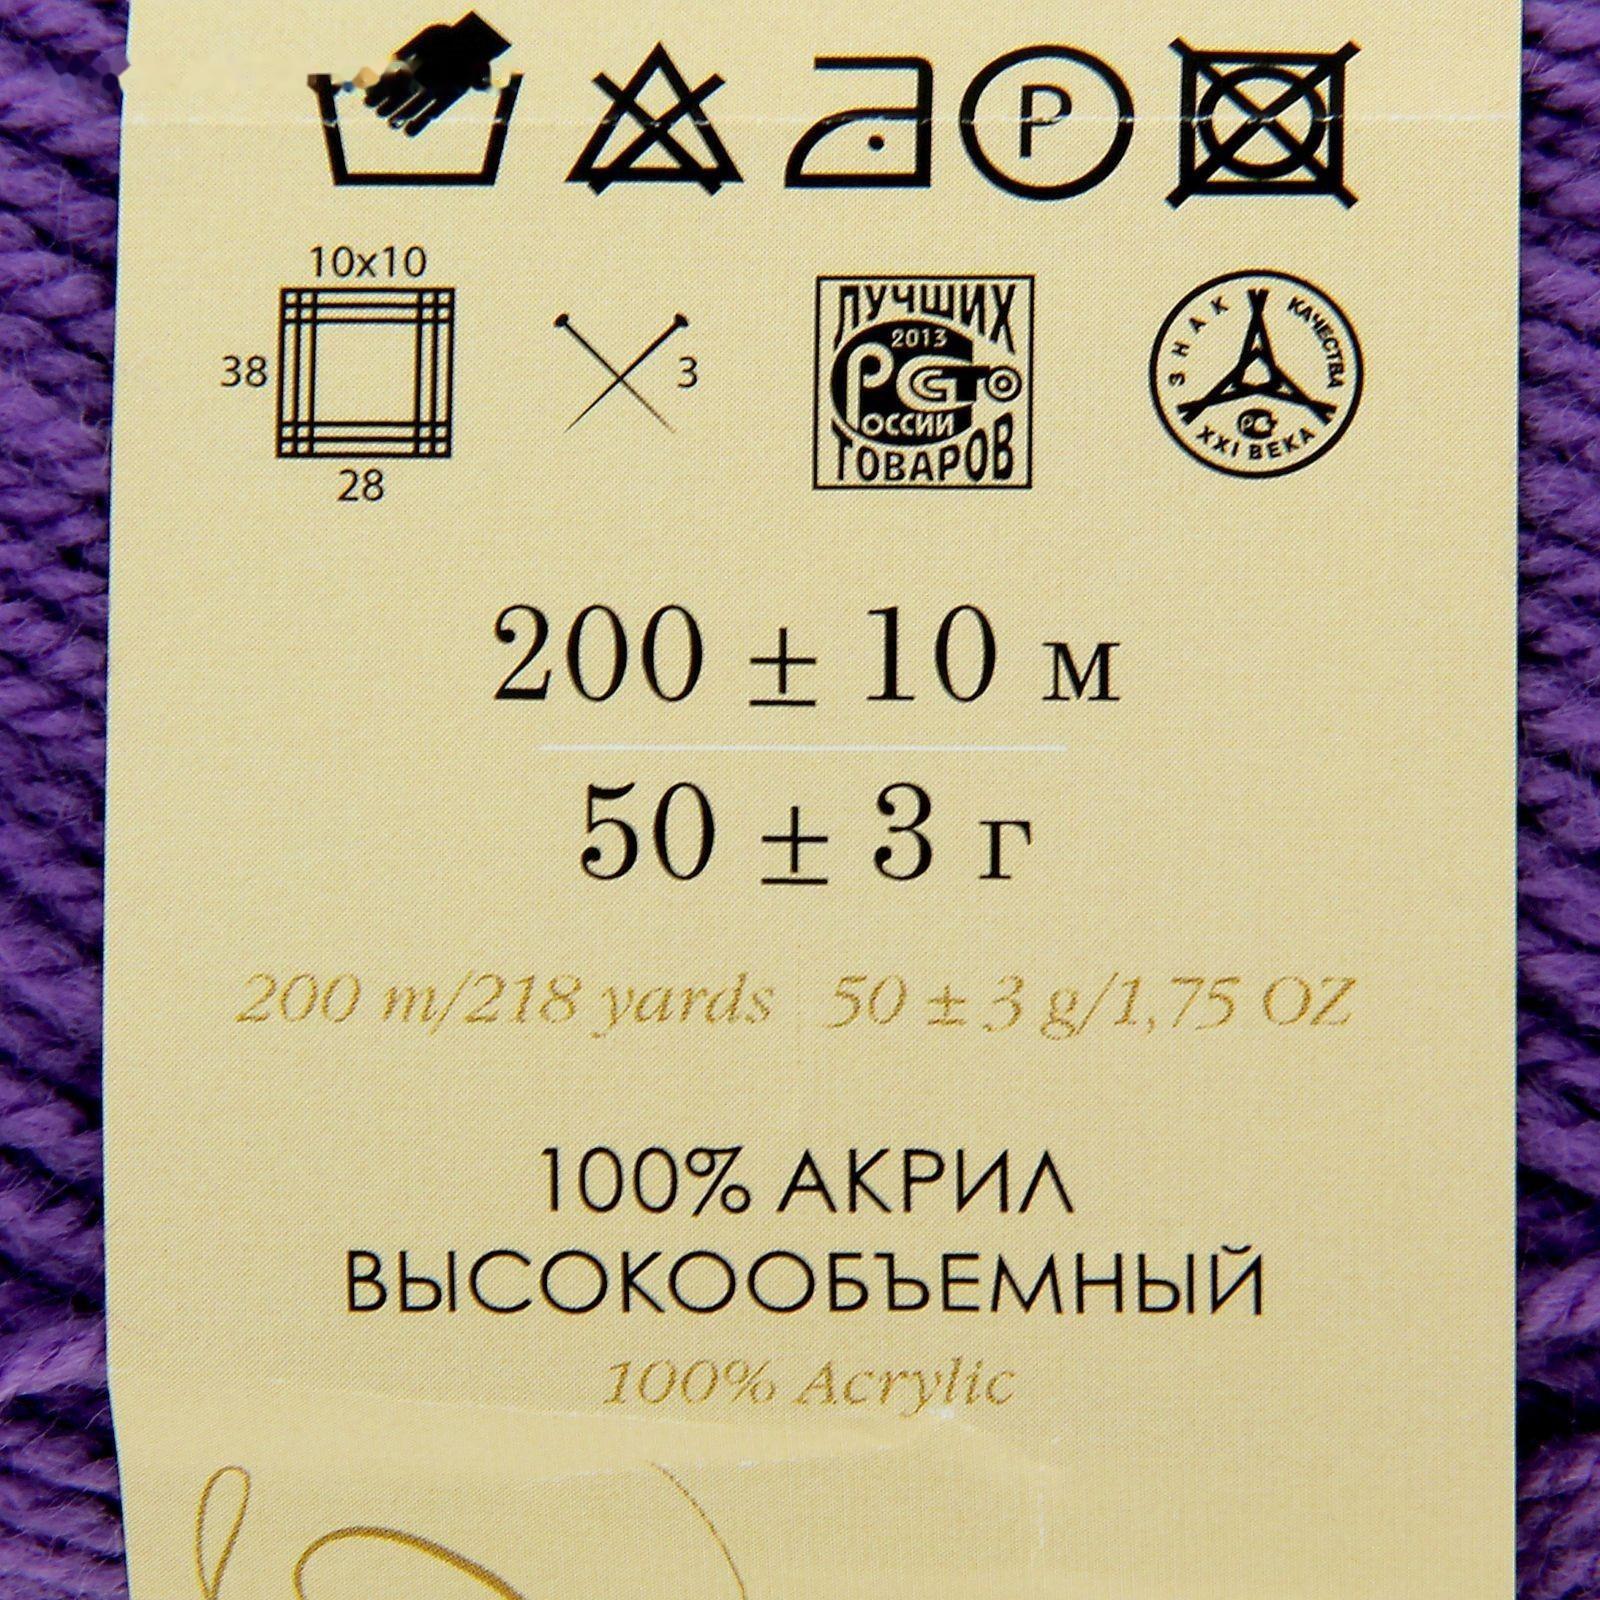 P
10x10
38
28
3
ЛУЧШИХ
2013
РСТО
РОССИИ
ТОВАРОВ
ЗНАК КАЧЕСТВА
XXI ВЕКА
200 ± 10 м
50 ± 3 г
200 m/218 yards 50 ± 3 g/1,75 OZ
100% АКРИЛ
ВЫСОКООБЪЕМНЫЙ
100% Acrylic